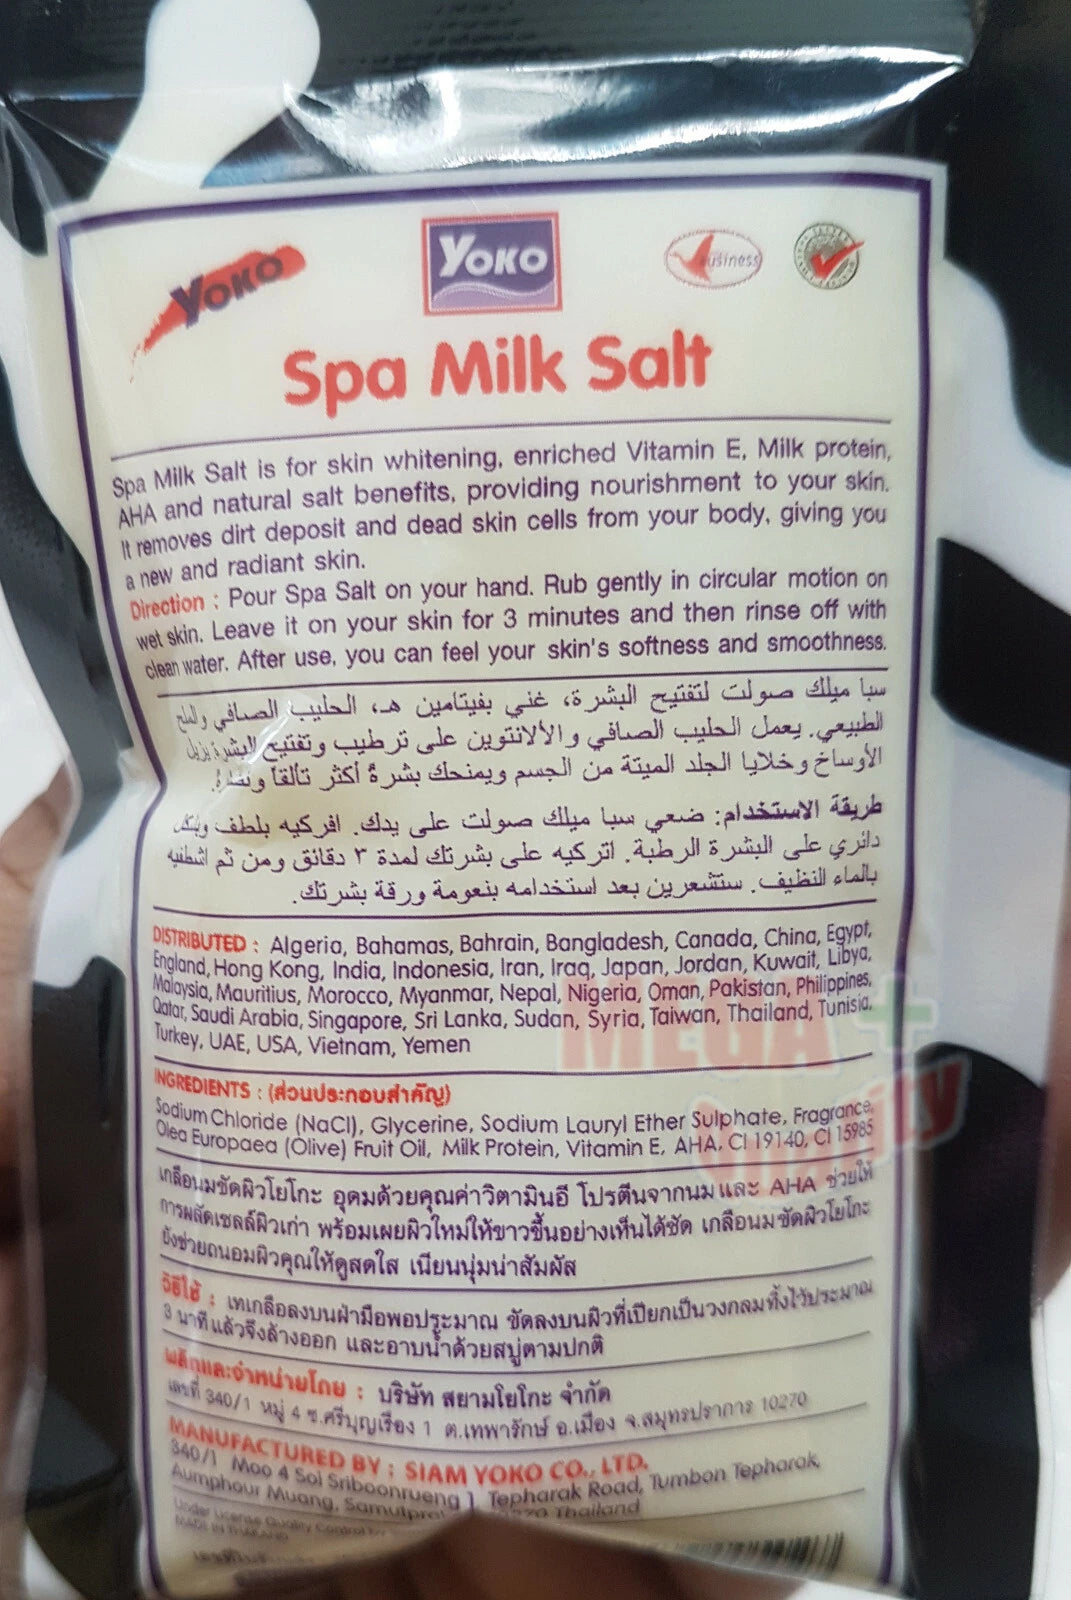 YOKO
YOKO
Business
Spa Milk Salt
Spa Milk Salt is for skin whitening, enriched Vitamin E, Milk protein,
AHA and natural salt benefits, providing nourishment to your skin.
It removes dirt deposit and dead skin cells from your body, giving you
a new and radiant skin.
Direction : Pour Spa Salt on your hand. Rub gently in circular motion on
wet skin. Leave it on your skin for 3 minutes and then rinse off with
clean water. After use, you can feel your skin's softness and smoothness.
سبا ميلك صولت لتفتيح البشرة، غني بفيتامين هـ، الحليب الصافي والملح
الطبيعي. يعمل الحليب الصافي والألانتوين على ترطيب وتفتيح البشرة يزيل
الأوساخ وخلايا الجلد الميتة من الجسم ويمنحك بشرةً أكثر تألقاً ونضارةً.
طريقة الاستخدام: ضعي سبا ميلك صولت على يدك. افركيه بلطف وبشكل
دائري على البشرة الرطبة. اتركيه على بشرتك لمدة ٣ دقائق ومن ثم اشطفيه
بالماء النظيف. ستشعرين بعد استخدامه بنعومة ورقة بشرتك.
DISTRIBUTED : Algeria, Bahamas, Bahrain, Bangladesh, Canada, China, Egypt,
England, Hong Kong, India, Indonesia, Iran, Iraq, Japan, Jordan, Kuwait, Libya,
Malaysia, Mauritius, Morocco, Myanmar, Nepal, Nigeria, Oman, Pakistan, Philippines,
Qatar, Saudi Arabia, Singapore, Sri Lanka, Sudan, Syria, Taiwan, Thailand, Tunisia,
Turkey, UAE, USA, Vietnam, Yemen
MEGA+
INGREDIENTS : (ส่วนประกอบสำคัญ)
Sodium Chloride (NaCl), Glycerine, Sodium Lauryl Ether Sulphate, Fragrance,
Olea Europaea (Olive) Fruit Oil, Milk Protein, Vitamin E, AHA, CI 19140, CI 15985
เกลือนมขัดผิวโยโกะ อุดมด้วยคุณค่าวิตามินอี โปรตีนจากนมและ AHA ช่วยให้
การผลัดเซลล์ผิวเก่า พร้อมเผยผิวใหม่ให้ขาวขึ้นอย่างเห็นได้ชัด เกลือนมขัดผิวโยโกะ
ยังช่วยถนอมผิวคุณให้ดูสดใส เนียนนุ่มน่าสัมผัส
วิธีใช้ : เทเกลือลงบนฝ่ามือพอประมาณ ขัดลงบนผิวที่เปียกเป็นวงกลมทิ้งไว้ประมาณ
3 นาทีแล้วจึงล้างออก และอาบน้ำด้วยสบู่ตามปกติ
ผลิตและจำหน่ายโดย : บริษัท สยามโยโกะ จำกัด
เลขที่ 340/1 หมู่ 4 ซ.ศรีบุญเรือง 1 ต.เทพารักษ์ อ.เมือง จ.สมุทรปราการ 10270
MANUFACTURED BY : SIAM YOKO CO., LTD.
340/1 Moo 4 Soi Sriboonrueng 1, Tepharak Road, Tumbon Tepharak,
Aumphour Muang, Thailand
Under License Quality Control by
MADE IN THAILAND